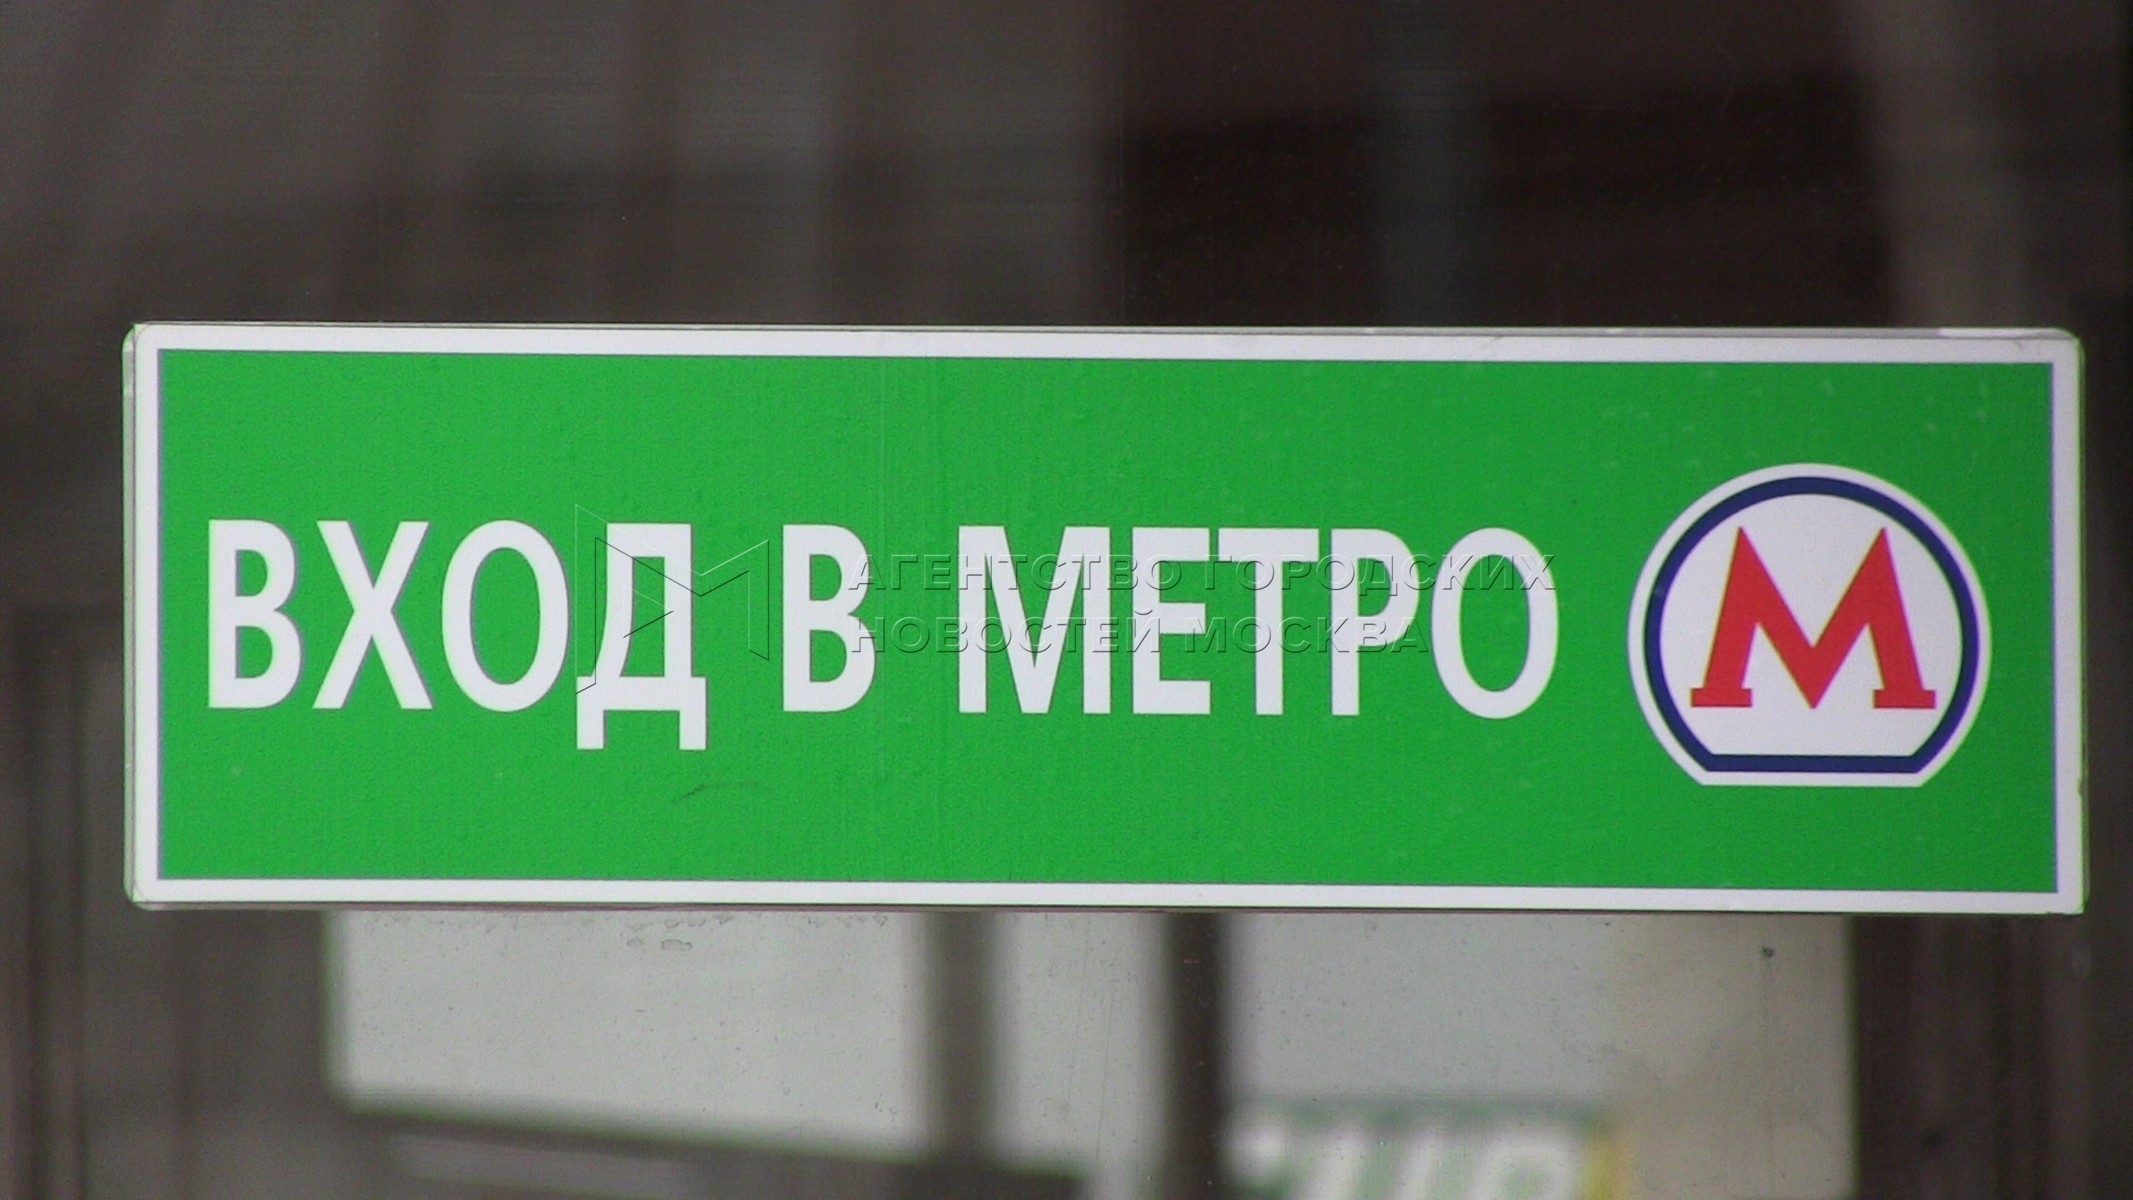 ВХОД В МЕТРО М
АГЕНТСТВО ГОРОДСКИХ
НОВОСТЕЙ МОСКВА